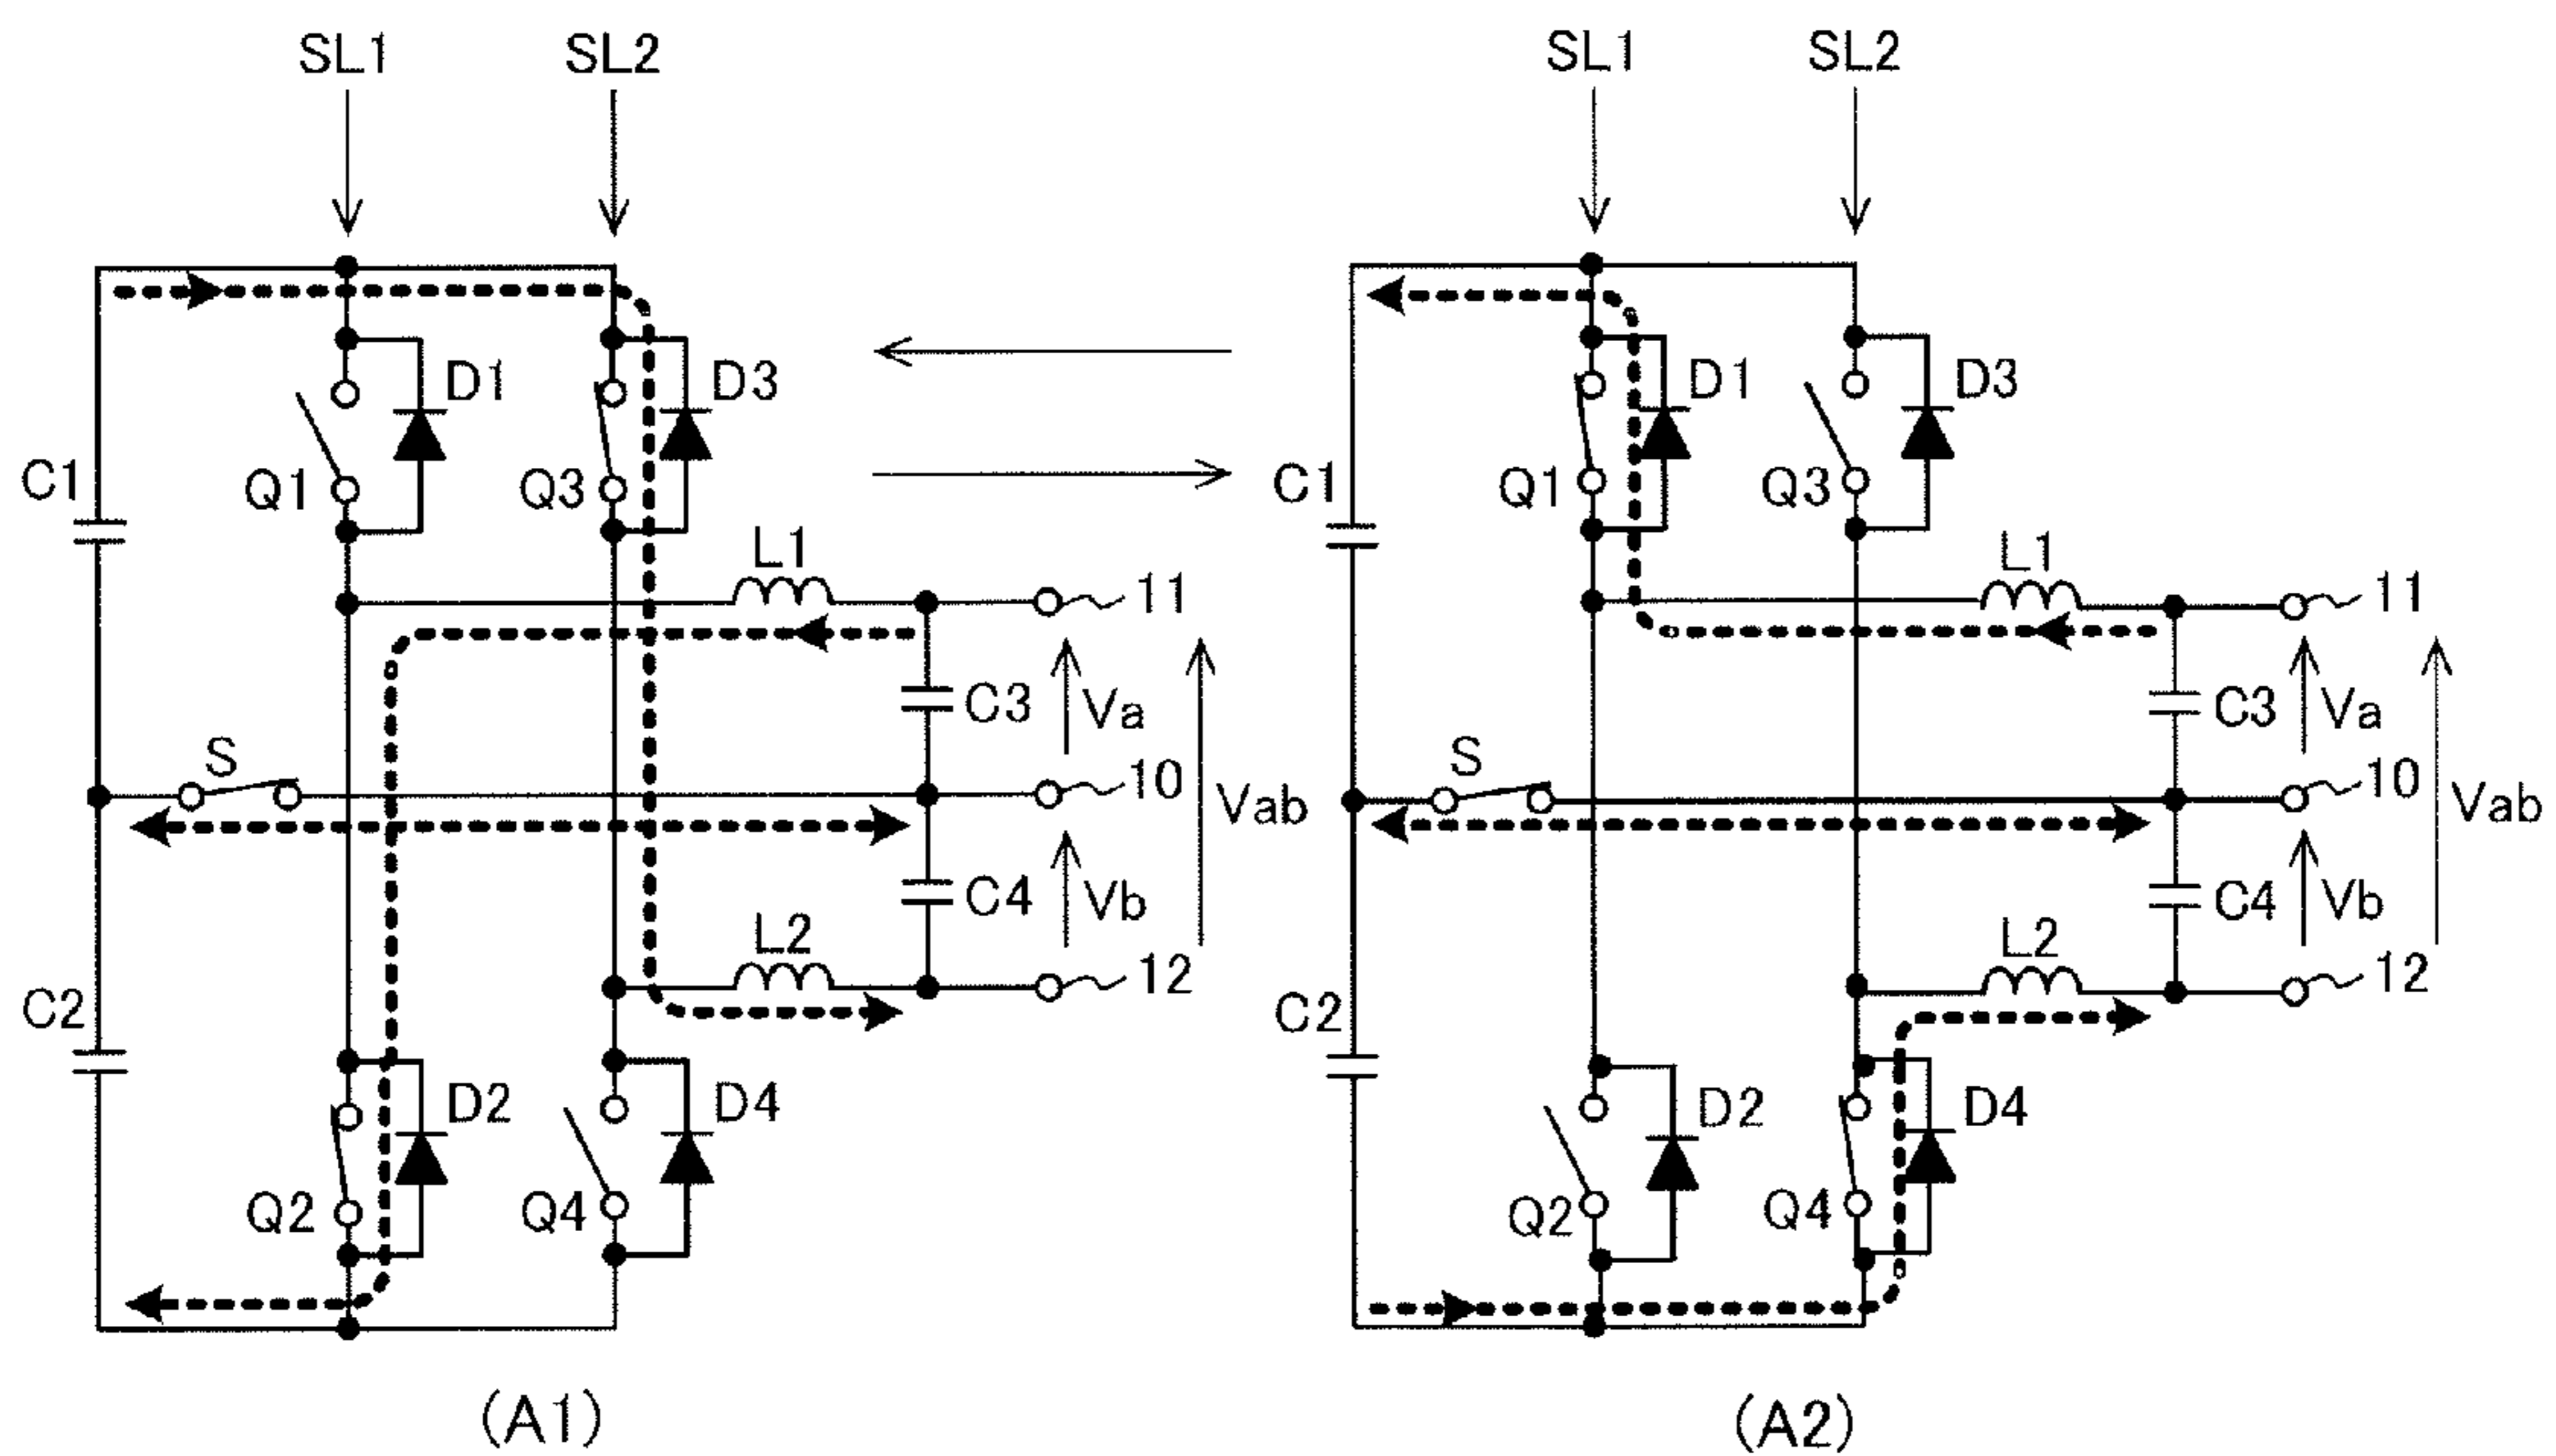 SL1 SL2
D1 D3
C1 Q1 Q3
L1 11
C3 Va
S 10
Vab
C4 Vb
L2 12
C2
D2 D4
Q2 Q4
(A1)
SL1 SL2
D1 D3
C1 Q1 Q3
L1 11
C3 Va
S 10
Vab
C4 Vb
L2 12
C2
D2 D4
Q2 Q4
(A2)